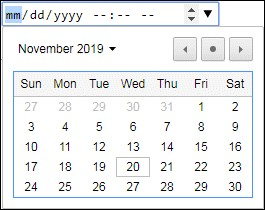 mm/dd/yyyy --:-- --
November 2019
Sun Mon Tue Wed Thu Fri Sat
27 28 29 30 31 1 2
3 4 5 6 7 8 9
10 11 12 13 14 15 16
17 18 19 20 21 22 23
24 25 26 27 28 29 30